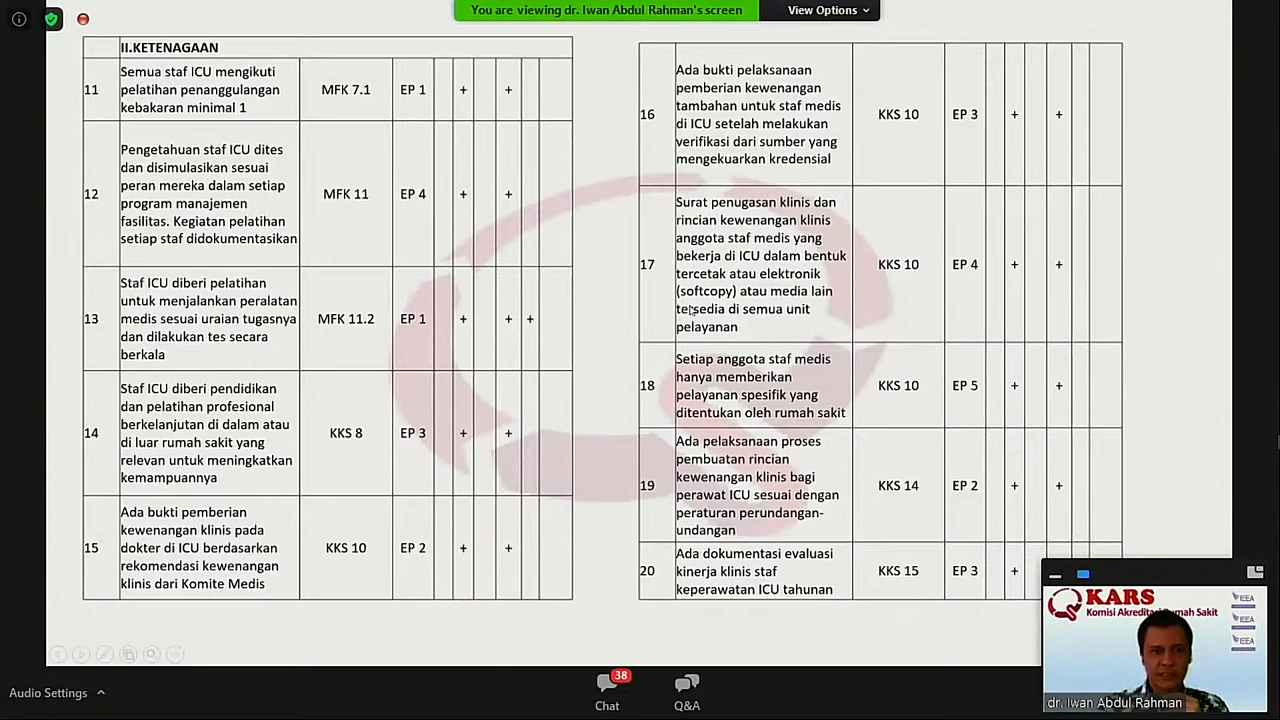 You are viewing dr. Iwan Abdul Rahman's screen
View Options
II.KETENAGAAN
11
Semua staf ICU mengikuti
pelatihan penanggulangan
kebakaran minimal 1
MFK 7.1
EP 1
+
+
12
Pengetahuan staf ICU dites
dan disimulasikan sesuai
peran mereka dalam setiap
program manajemen
fasilitas. Kegiatan pelatihan
setiap staf didokumentasikan
MFK 11
EP 4
+
+
13
Staf ICU diberi pelatihan
untuk menjalankan peralatan
medis sesuai uraian tugasnya
dan dilakukan tes secara
berkala
MFK 11.2
EP 1
+
+
+
14
Staf ICU diberi pendidikan
dan pelatihan profesional
berkelanjutan di dalam atau
di luar rumah sakit yang
relevan untuk meningkatkan
kemampuannya
KKS 8
EP 3
+
+
15
Ada bukti pemberian
kewenangan klinis pada
dokter di ICU berdasarkan
rekomendasi kewenangan
klinis dari Komite Medis
KKS 10
EP 2
+
+
16
Ada bukti pelaksanaan
pemberian kewenangan
tambahan untuk staf medis
di ICU setelah melakukan
verifikasi dari sumber yang
mengekuarkan kredensial
KKS 10
EP 3
+
+
17
Surat penugasan klinis dan
rincian kewenangan klinis
anggota staf medis yang
bekerja di ICU dalam bentuk
tercetak atau elektronik
(softcopy) atau media lain
tersedia di semua unit
pelayanan
KKS 10
EP 4
+
+
18
Setiap anggota staf medis
hanya memberikan
pelayanan spesifik yang
ditentukan oleh rumah sakit
KKS 10
EP 5
+
+
19
Ada pelaksanaan proses
pembuatan rincian
kewenangan klinis bagi
perawat ICU sesuai dengan
peraturan perundangan-
undangan
KKS 14
EP 2
+
+
20
Ada dokumentasi evaluasi
kinerja klinis staf
keperawatan ICU tahunan
KKS 15
EP 3
+
KARS
Komisi Akreditasi Rumah Sakit
IEEA
IEEA
IEEA
dr. Iwan Abdul Rahman
Audio Settings
38
Chat
Q&A